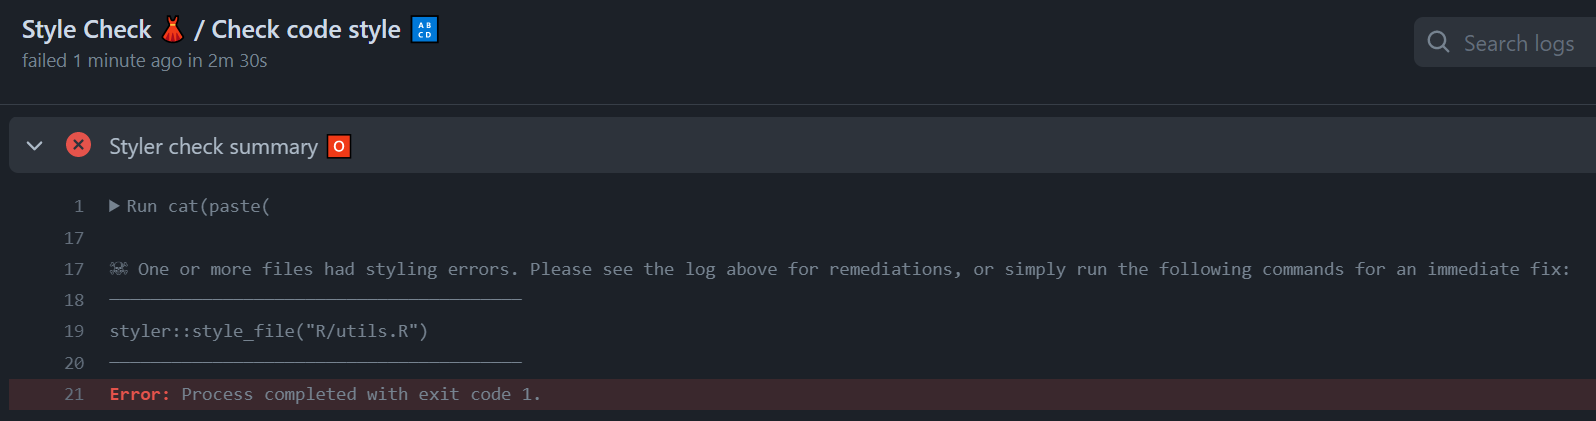 Style Check 👗 / Check code style 🔠
failed 1 minute ago in 2m 30s
Search logs
Styler check summary 🅾
1 ▶ Run cat(paste(
17
17 ☠ One or more files had styling errors. Please see the log above for remediations, or simply run the following commands for an immediate fix:
18 ────────────────────────────────────────
19 styler::style_file("R/utils.R")
20 ────────────────────────────────────────
21 Error: Process completed with exit code 1.